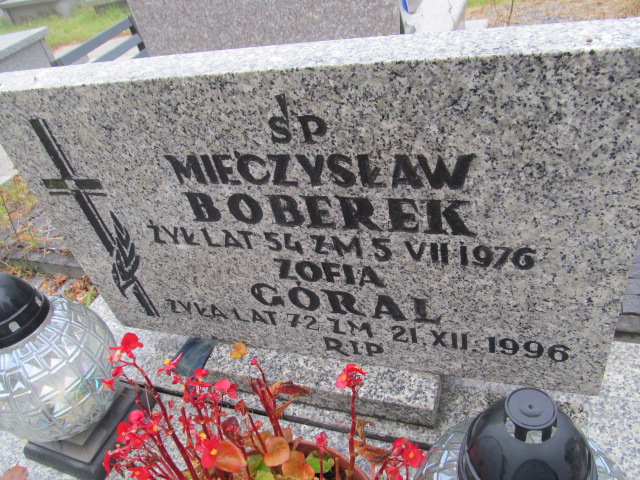 ŚP
MIECZYSŁAW
BOBEREK
ŻYŁ LAT 54 ZM 5 VII 1976
ZOFIA
GÓRAL
ŻYŁA LAT 72 ZM 21.XII.1996
RIP